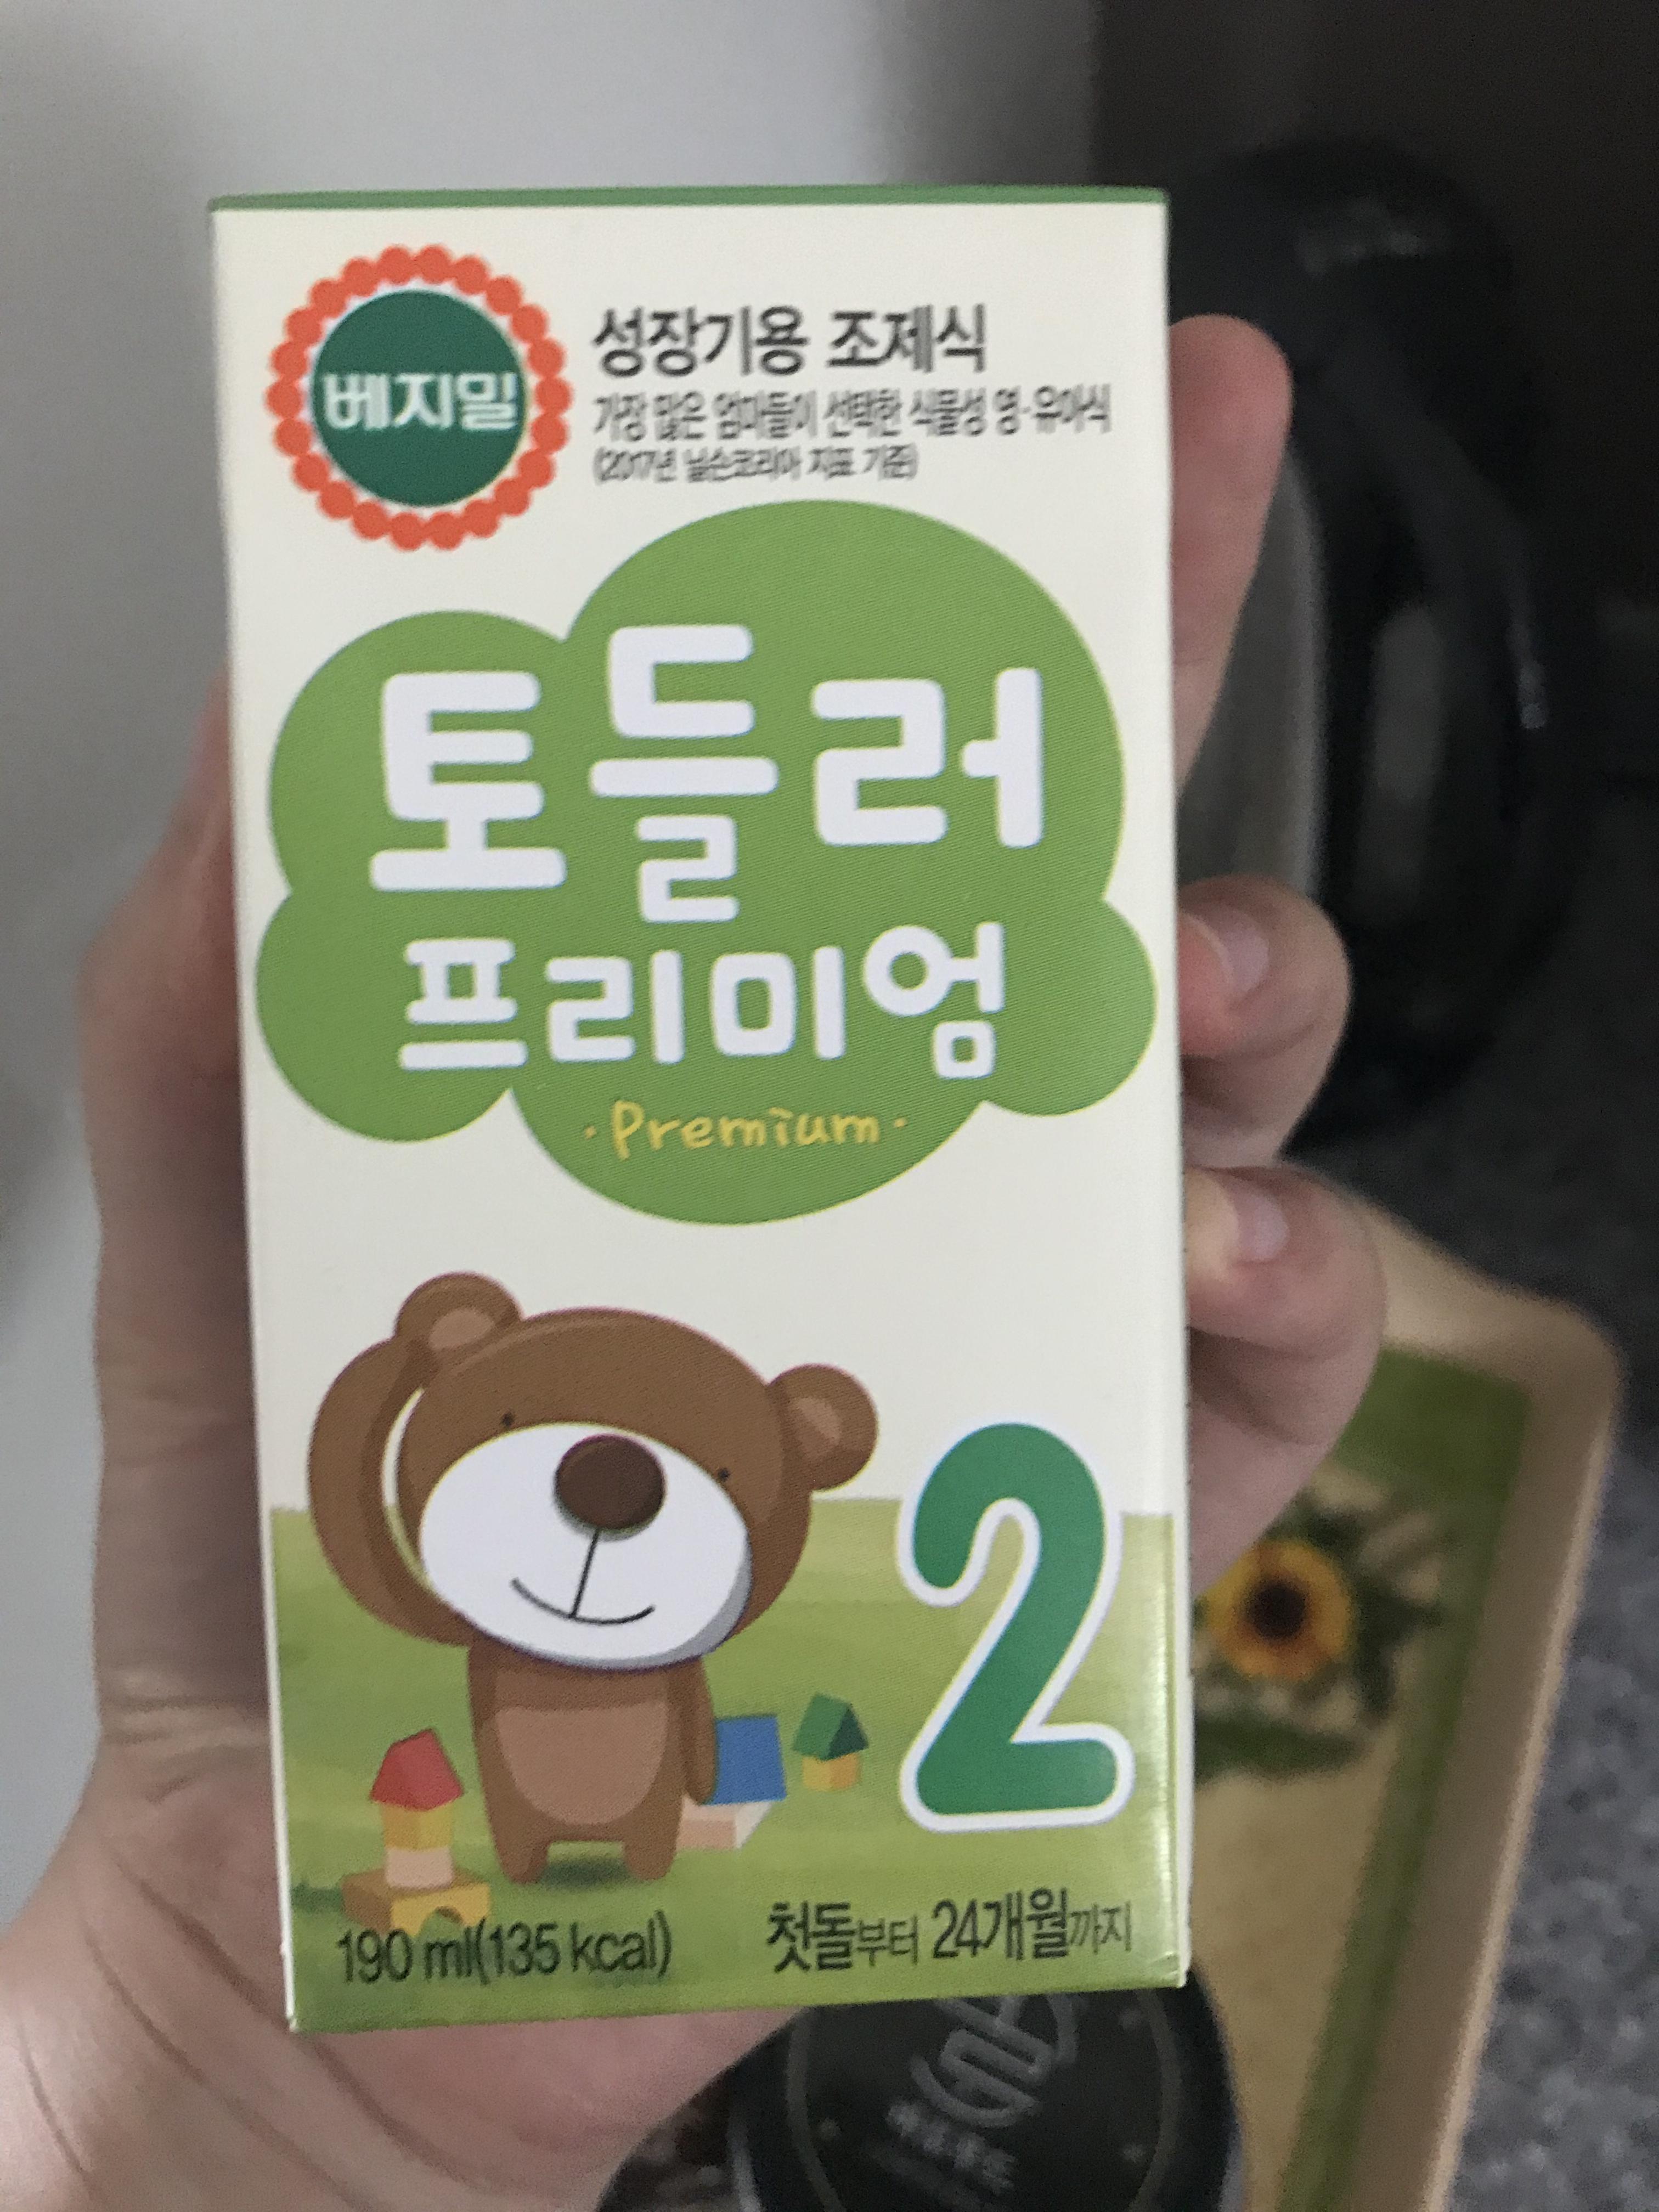 베지밀
성장기용 조제식
가장 많은 엄마들이 선택한 식물성 영·유아식
(2017년 닐슨코리아 지표 기준)
토들러
프리미엄
·Premium·
2
190 ml(135 kcal)
첫돌부터 24개월까지